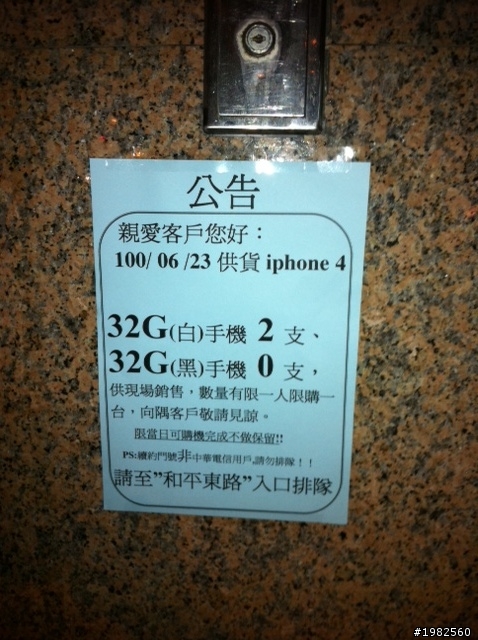 公告
親愛客戶您好：
100/ 06 /23 供貨 iphone 4
32G(白)手機 2 支、
32G(黑)手機 0 支，
供現場銷售，數量有限一人限購一
台，向隅客戶敬請見諒。
限當日可購機完成不做保留!!
PS:續約門號非中華電信用戶,請勿排隊！！
請至"和平東路"入口排隊
#1982560